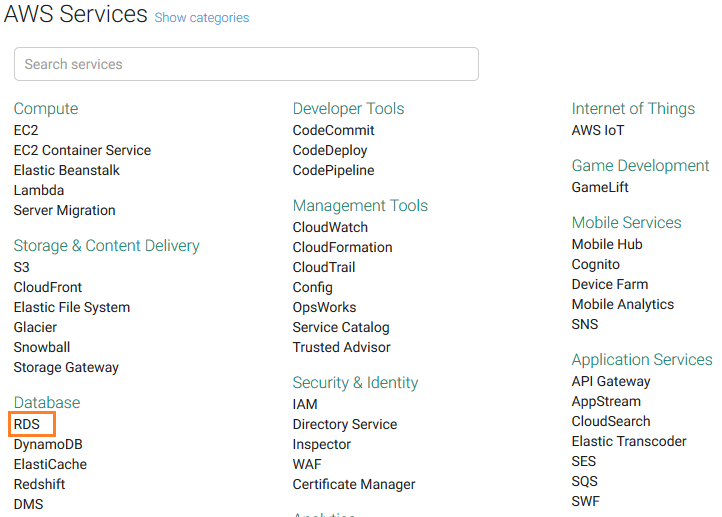 AWS Services Show categories
Search services
Compute
EC2
EC2 Container Service
Elastic Beanstalk
Lambda
Server Migration
Storage & Content Delivery
S3
CloudFront
Elastic File System
Glacier
Snowball
Storage Gateway
Database
RDS
DynamoDB
ElastiCache
Redshift
DMS
Developer Tools
CodeCommit
CodeDeploy
CodePipeline
Management Tools
CloudWatch
CloudFormation
CloudTrail
Config
OpsWorks
Service Catalog
Trusted Advisor
Security & Identity
IAM
Directory Service
Inspector
WAF
Certificate Manager
Internet of Things
AWS IoT
Game Development
GameLift
Mobile Services
Mobile Hub
Cognito
Device Farm
Mobile Analytics
SNS
Application Services
API Gateway
AppStream
CloudSearch
Elastic Transcoder
SES
SQS
SWF